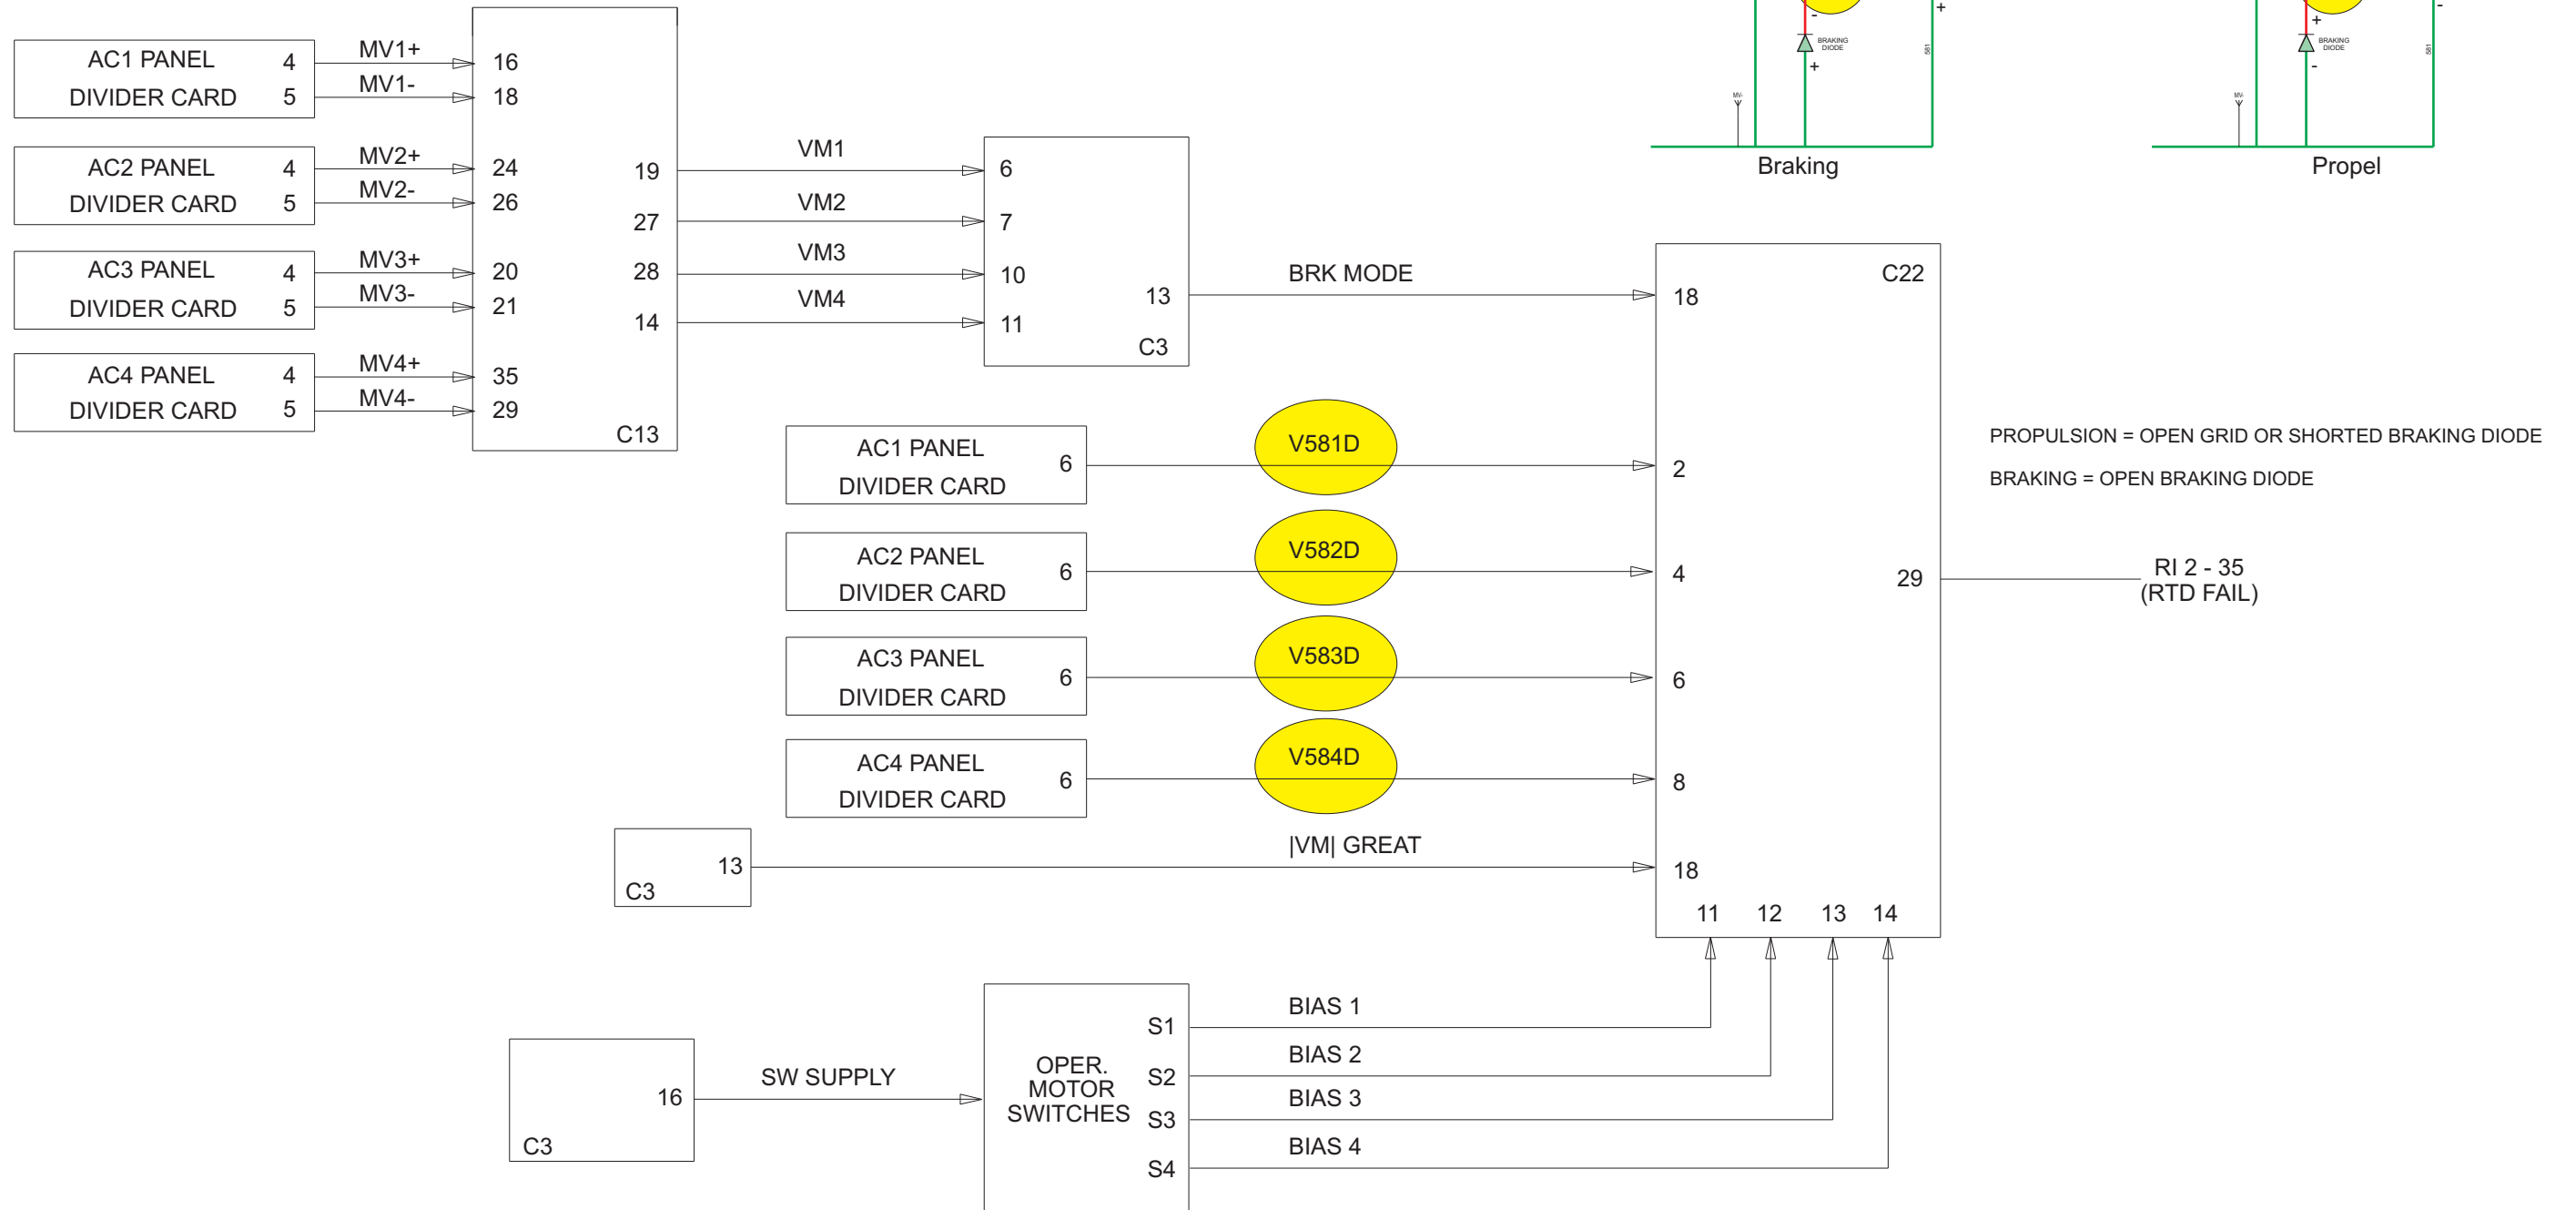 AC1 PANEL 4
DIVIDER CARD 5
MV1+
MV1-
AC2 PANEL 4
DIVIDER CARD 5
MV2+
MV2-
AC3 PANEL 4
DIVIDER CARD 5
MV3+
MV3-
AC4 PANEL 4
DIVIDER CARD 5
MV4+
MV4-
16
18
24
26
20
21
35
29
19
27
28
14
C13
VM1
VM2
VM3
VM4
6
7
10
11
13
C3
BRK MODE
-
BRAKING
DIODE
+
+
581
MV-
Braking
+
BRAKING
DIODE
-
-
581
MV-
Propel
C22
18
2
4
6
8
18
11 12 13 14
29
AC1 PANEL 6
DIVIDER CARD
V581D
AC2 PANEL 6
DIVIDER CARD
V582D
AC3 PANEL 6
DIVIDER CARD
V583D
AC4 PANEL 6
DIVIDER CARD
V584D
13
C3
|VM| GREAT
PROPULSION = OPEN GRID OR SHORTED BRAKING DIODE
BRAKING = OPEN BRAKING DIODE
RI 2 - 35
(RTD FAIL)
16
C3
SW SUPPLY
OPER.
MOTOR
SWITCHES
S1
S2
S3
S4
BIAS 1
BIAS 2
BIAS 3
BIAS 4